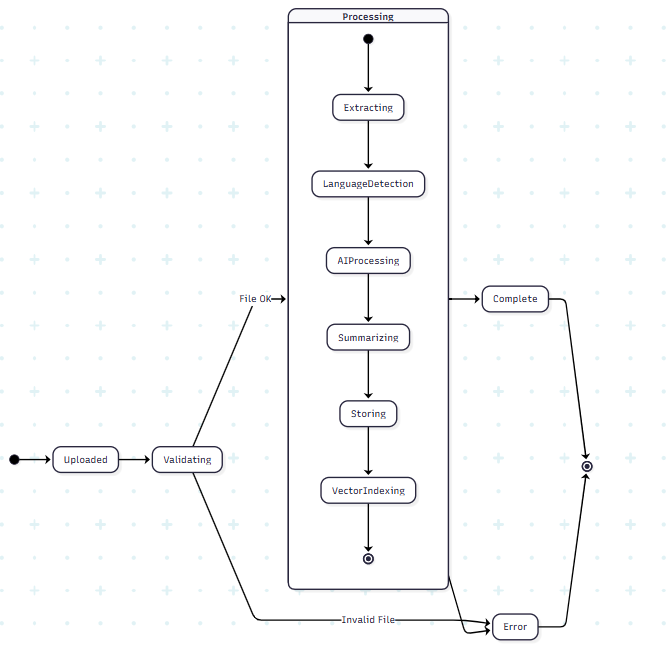 Processing
Extracting
LanguageDetection
AIProcessing
File OK
Complete
Summarizing
Storing
Uploaded
Validating
VectorIndexing
Invalid File
Error